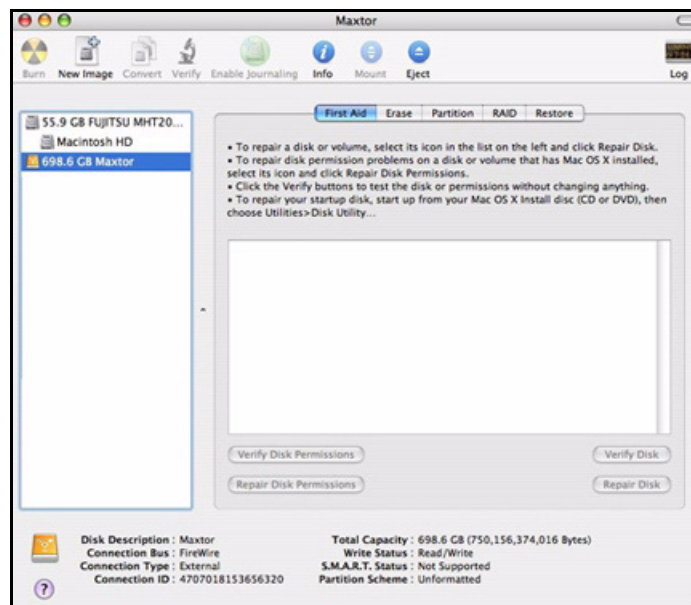 Maxtor
Burn New Image Convert Verify Enable Journaling Info Mount Eject Log
55.9 GB FUJITSU MHT20...
Macintosh HD
698.6 GB Maxtor
First Aid Erase Partition RAID Restore
• To repair a disk or volume, select its icon in the list on the left and click Repair Disk.
• To repair disk permission problems on a disk or volume that has Mac OS X installed,
select its icon and click Repair Disk Permissions.
• Click the Verify buttons to test the disk or permissions without changing anything.
• To repair your startup disk, start up from your Mac OS X Install disc (CD or DVD), then
choose Utilities>Disk Utility...
Verify Disk Permissions Verify Disk
Repair Disk Permissions Repair Disk
Disk Description : Maxtor Total Capacity : 698.6 GB (750,156,374,016 Bytes)
Connection Bus : FireWire Write Status : Read/Write
Connection Type : External S.M.A.R.T. Status : Not Supported
Connection ID : 4707018153656320 Partition Scheme : Unformatted
?